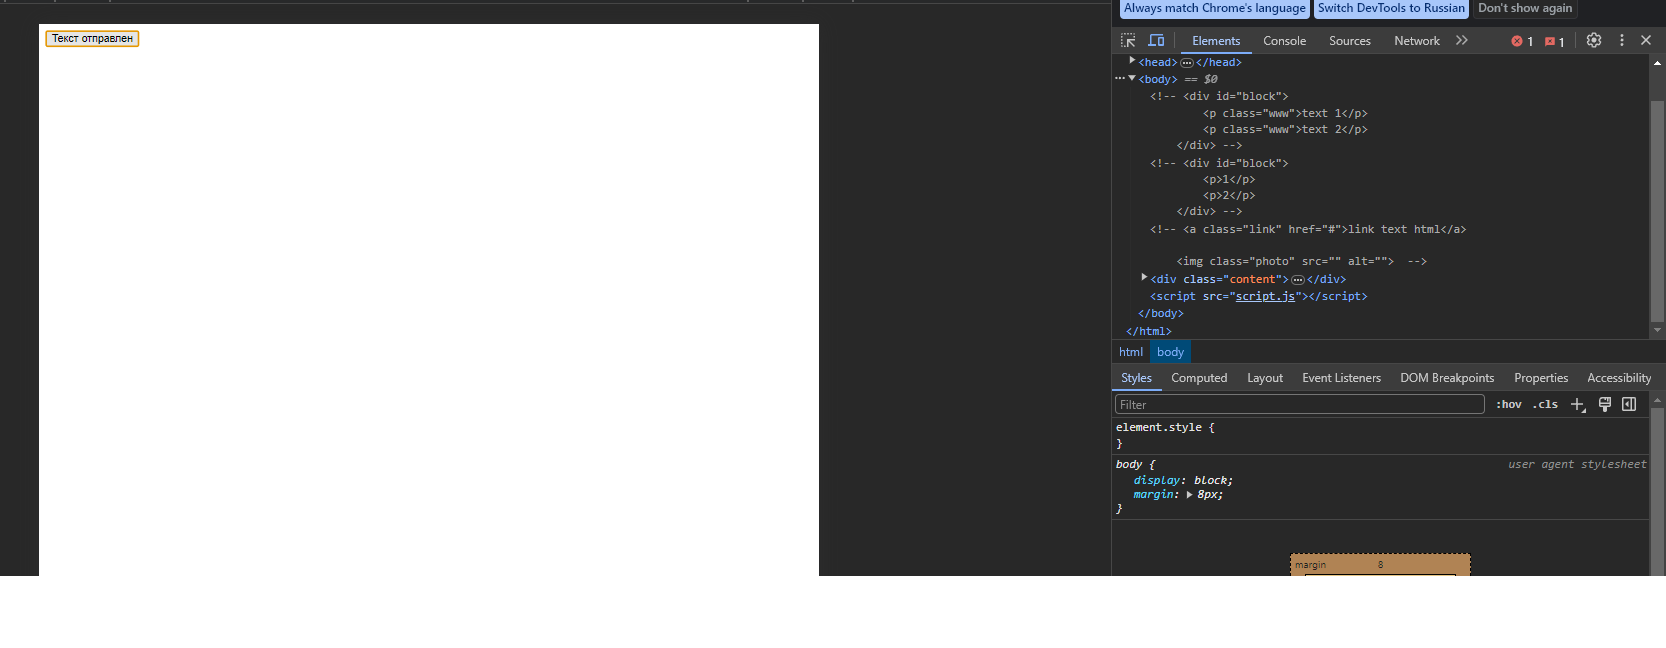 Текст отправлен
Always match Chrome's language Switch DevTools to Russian Don't show again
Elements Console Sources Network 1 1
<head> ⋯ </head>
⋯ <body> == $0
<!-- <div id="block">
<p class="www">text 1</p>
<p class="www">text 2</p>
</div> -->
<!-- <div id="block">
<p>1</p>
<p>2</p>
</div> -->
<!-- <a class="link" href="#">link text html</a>
<img class="photo" src="" alt=""> -->
<div class="content"> ⋯ </div>
<script src="script.js"></script>
</body>
</html>
html body
Styles Computed Layout Event Listeners DOM Breakpoints Properties Accessibility
Filter :hov .cls
element.style {
}
body { user agent stylesheet
display: block;
margin: 8px;
}
margin 8